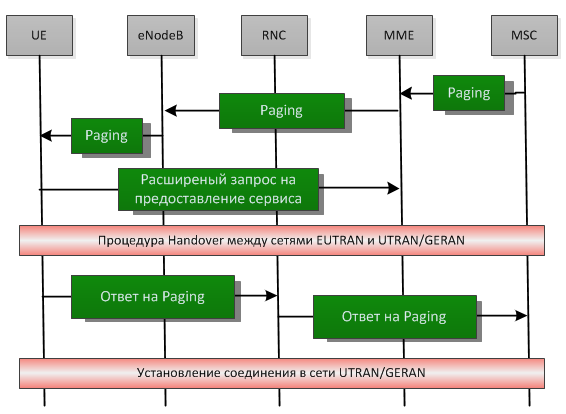 UE
eNodeB
RNC
MME
MSC
Paging
Paging
Paging
Расширеный запрос на
предоставление сервиса
Процедура Handover между сетями EUTRAN и UTRAN/GERAN
Ответ на Paging
Ответ на Paging
Установление соединения в сети UTRAN/GERAN